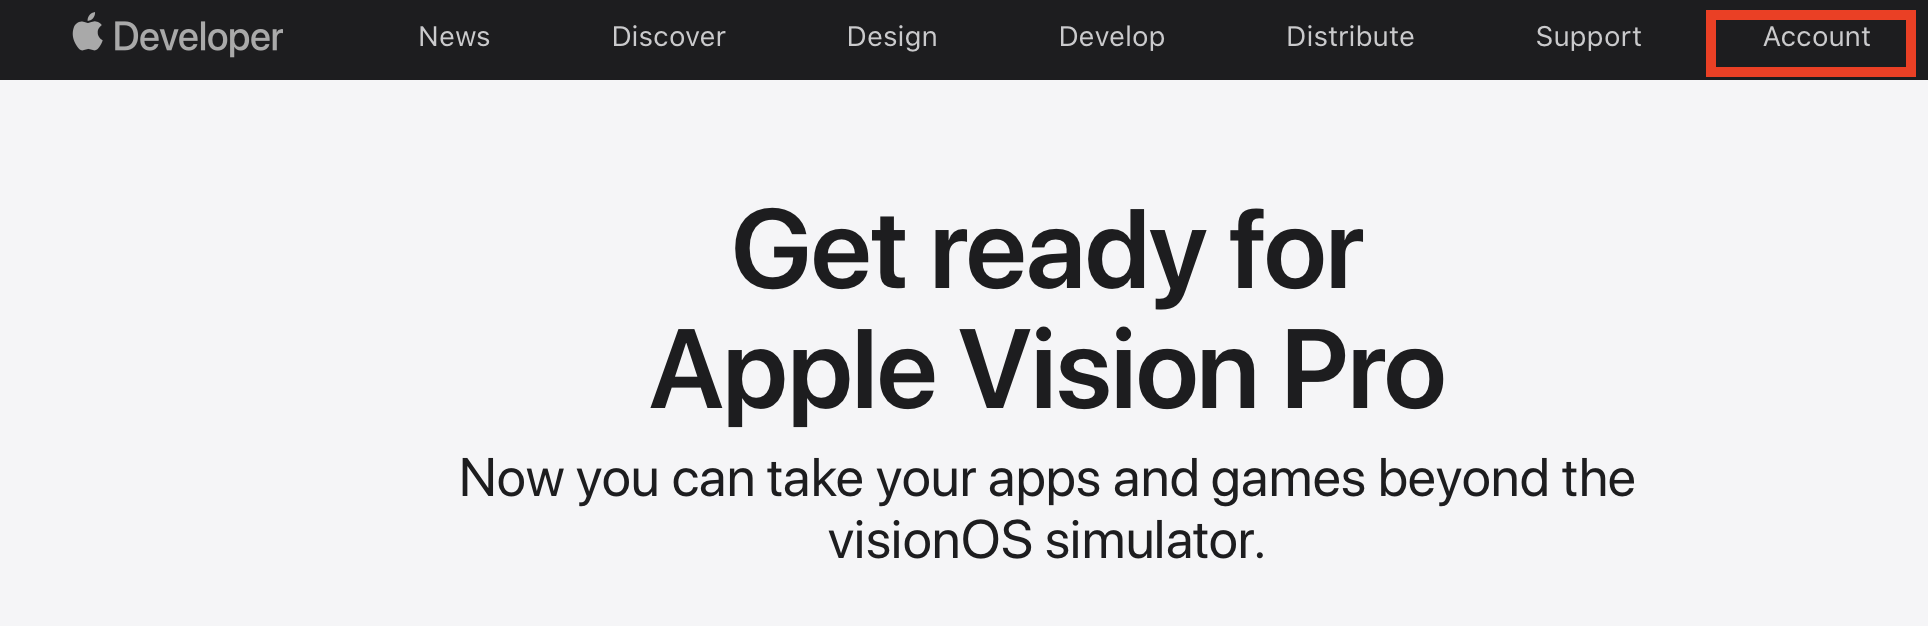 Developer News Discover Design Develop Distribute Support Account
Get ready for
Apple Vision Pro
Now you can take your apps and games beyond the
visionOS simulator.